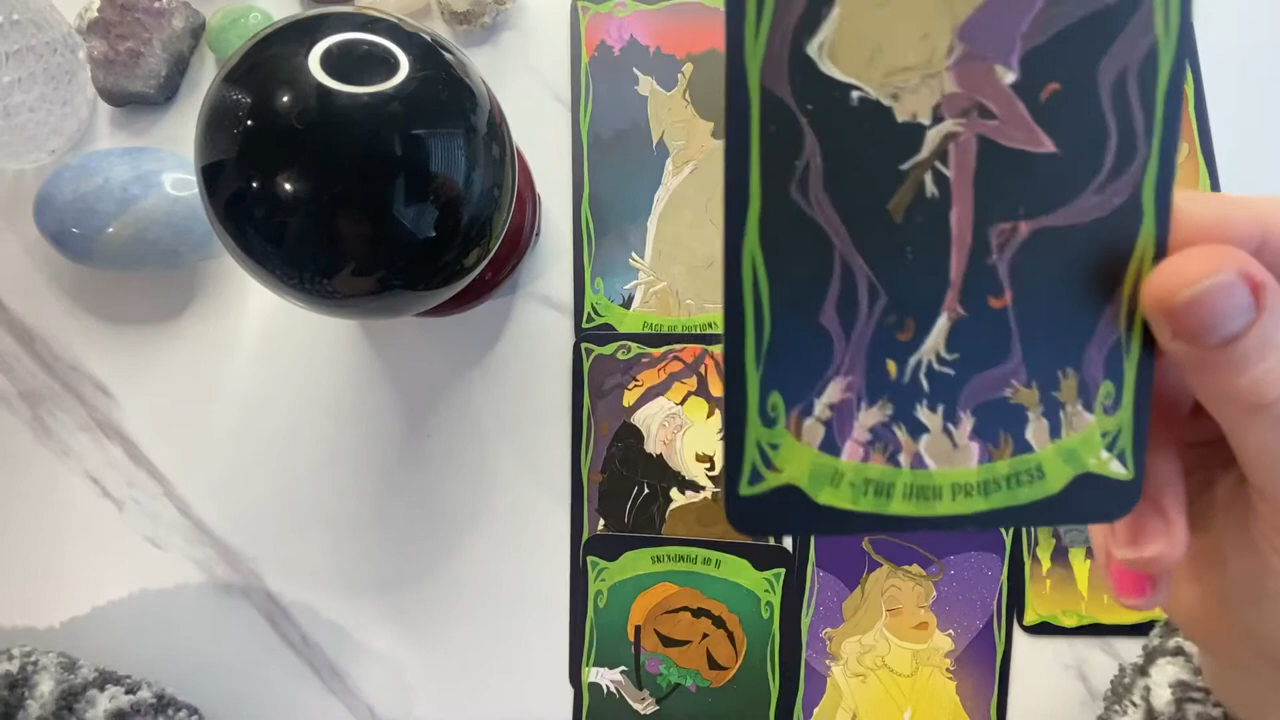 PAGE OF POTIONS
II - THE HIGH PRIESTESS
II OF PUMPKINS